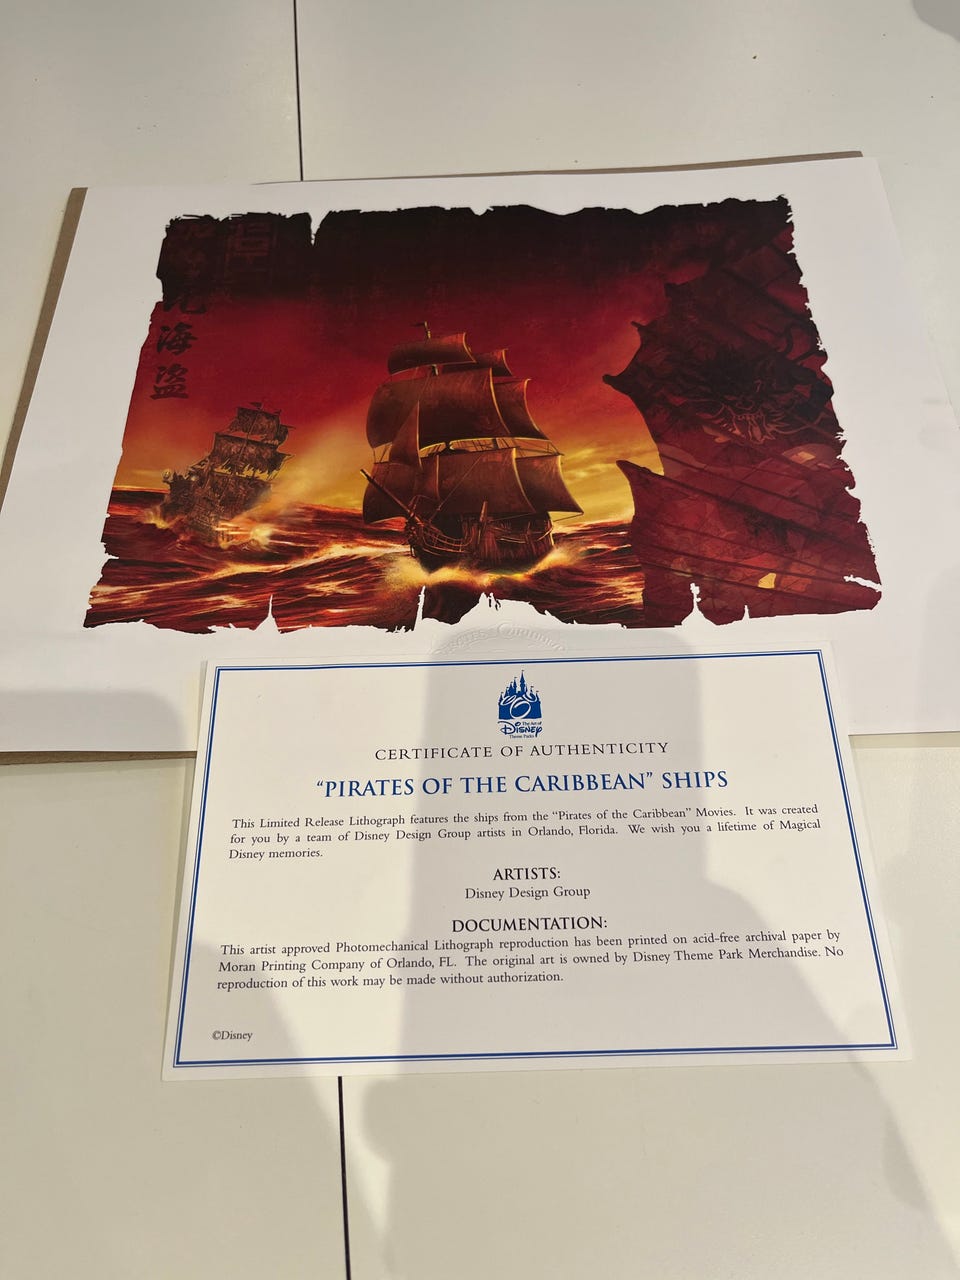 海
盗
The Art of
Disney
Theme Parks
CERTIFICATE OF AUTHENTICITY
“PIRATES OF THE CARIBBEAN” SHIPS
This Limited Release Lithograph features the ships from the “Pirates of the Caribbean” Movies. It was created
for you by a team of Disney Design Group artists in Orlando, Florida. We wish you a lifetime of Magical
Disney memories.
ARTISTS:
Disney Design Group
DOCUMENTATION:
This artist approved Photomechanical Lithograph reproduction has been printed on acid-free archival paper by
Moran Printing Company of Orlando, FL. The original art is owned by Disney Theme Park Merchandise. No
reproduction of this work may be made without authorization.
©Disney